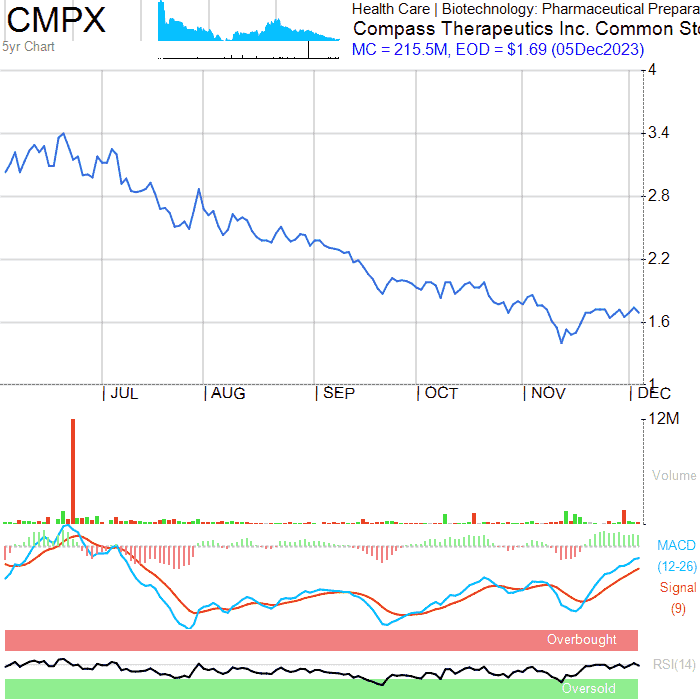 CMPX
5yr Chart
Health Care | Biotechnology: Pharmaceutical Prepara
Compass Therapeutics Inc. Common Sto
MC = 215.5M, EOD = $1.69 (05Dec2023)
4
3.4
2.8
2.2
1.6
1
| JUL | AUG | SEP | OCT | NOV | DEC
12M
Volume
MACD
(12-26)
Signal
(9)
Overbought
RSI(14)
Oversold